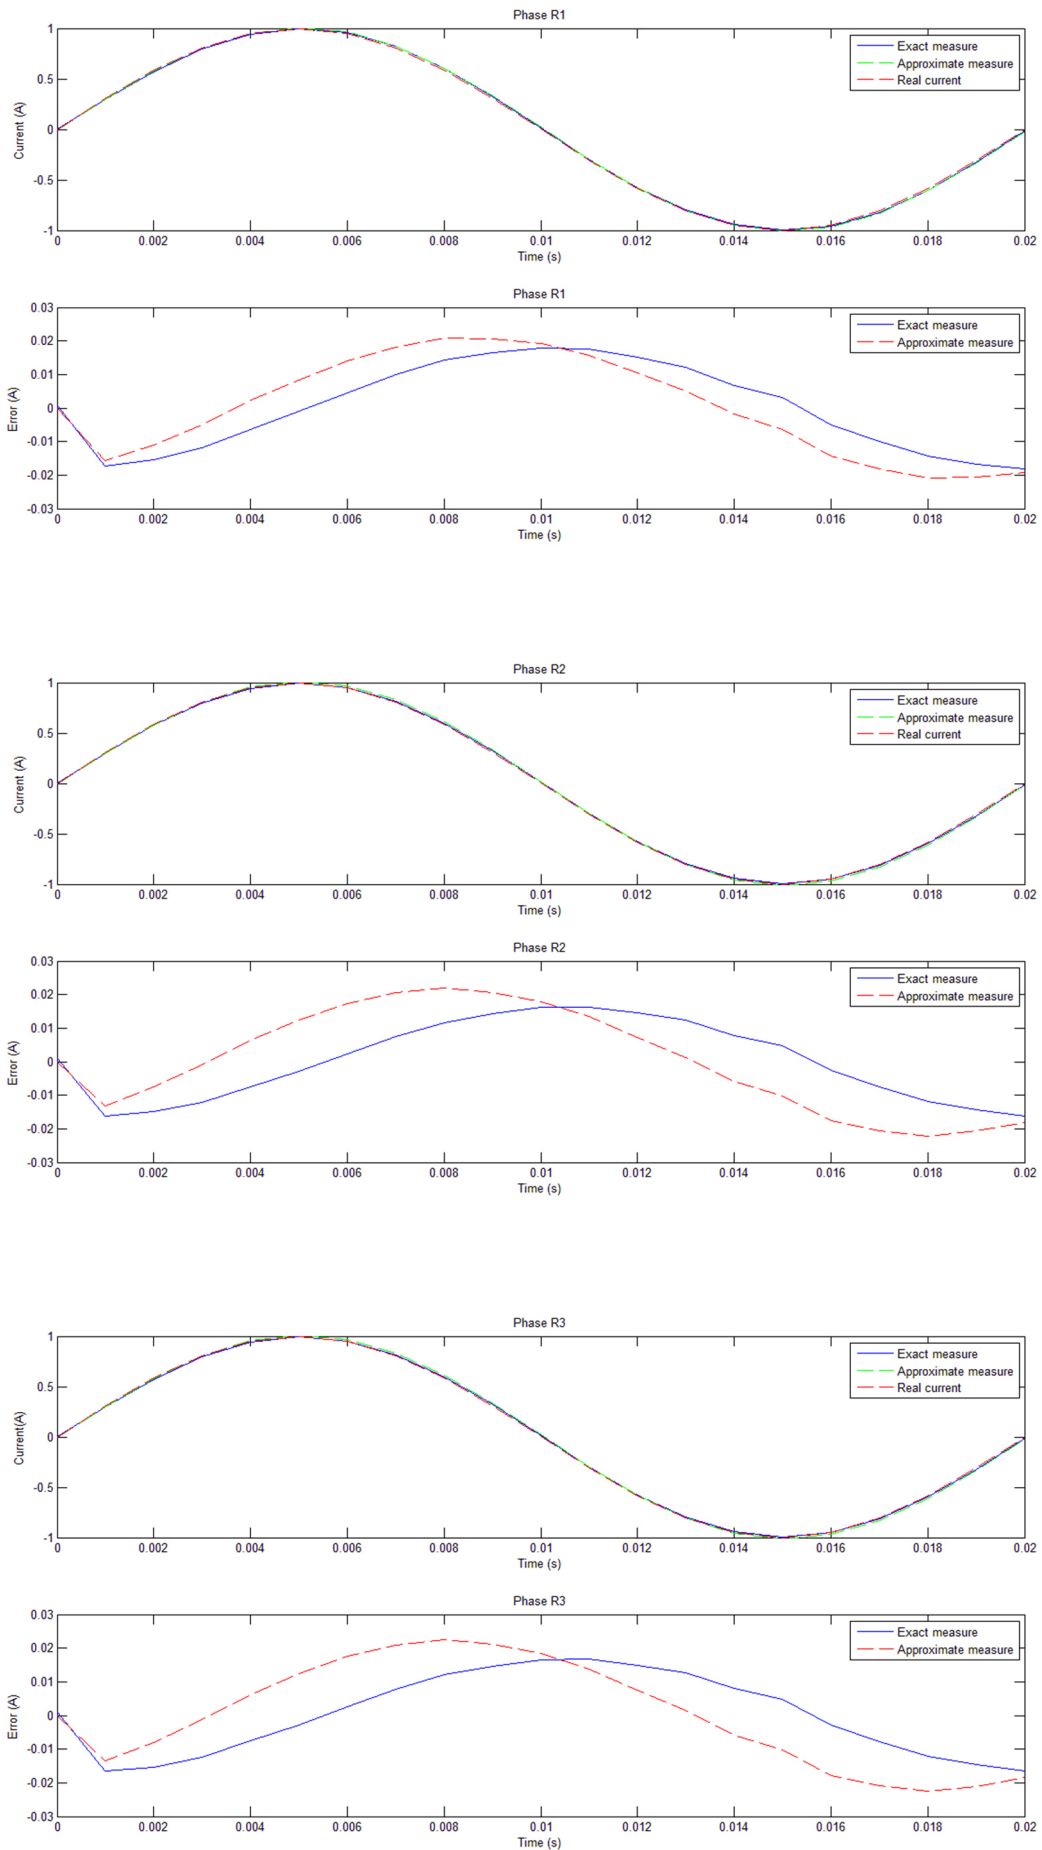 Phase R1
Current (A)
1
0.5
0
-0.5
-1
Exact measure
Approximate measure
Real current
0 0.002 0.004 0.006 0.008 0.01 0.012 0.014 0.016 0.018 0.02
Time (s)
Phase R1
Error (A)
0.03
0.02
0.01
0
-0.01
-0.02
-0.03
Exact measure
Approximate measure
0 0.002 0.004 0.006 0.008 0.01 0.012 0.014 0.016 0.018 0.02
Time (s)
Phase R2
Current (A)
1
0.5
0
-0.5
-1
Exact measure
Approximate measure
Real current
0 0.002 0.004 0.006 0.008 0.01 0.012 0.014 0.016 0.018 0.02
Time (s)
Phase R2
Error (A)
0.03
0.02
0.01
0
-0.01
-0.02
-0.03
Exact measure
Approximate measure
0 0.002 0.004 0.006 0.008 0.01 0.012 0.014 0.016 0.018 0.02
Time (s)
Phase R3
Current(A)
1
0.5
0
-0.5
-1
Exact measure
Approximate measure
Real current
0 0.002 0.004 0.006 0.008 0.01 0.012 0.014 0.016 0.018 0.02
Time (s)
Phase R3
Error (A)
0.03
0.02
0.01
0
-0.01
-0.02
-0.03
Exact measure
Approximate measure
0 0.002 0.004 0.006 0.008 0.01 0.012 0.014 0.016 0.018 0.02
Time (s)